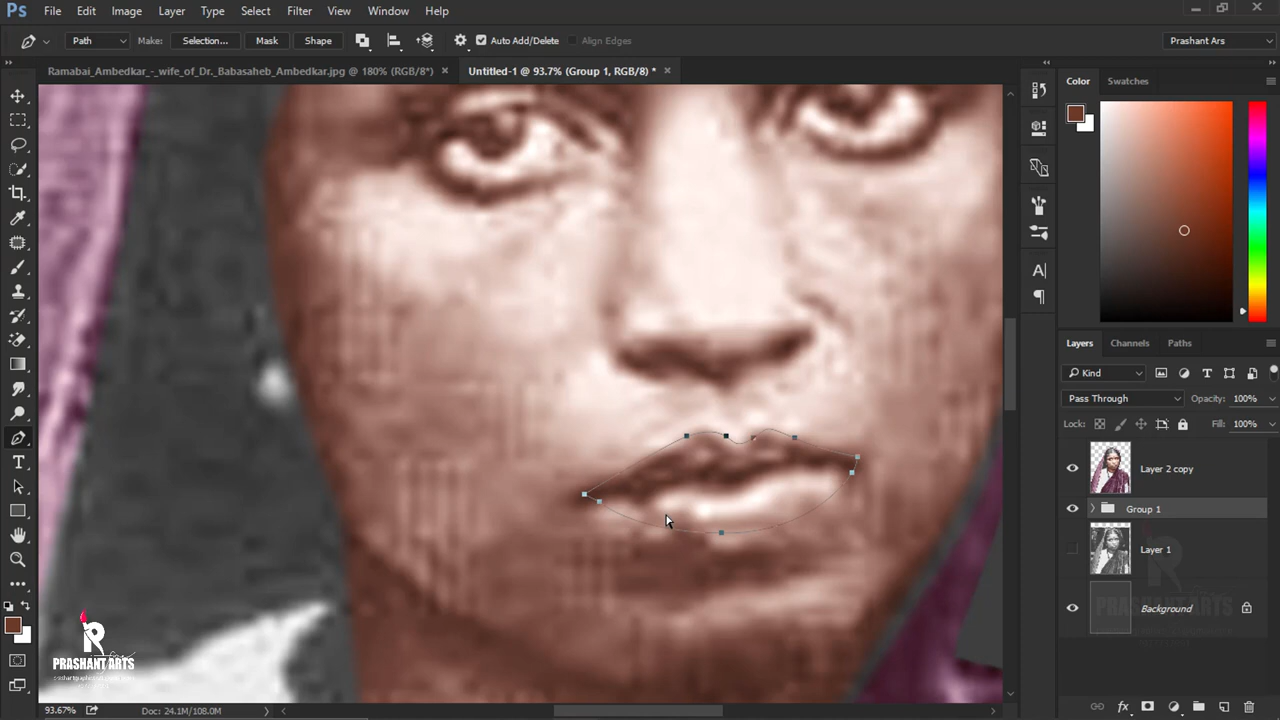 Ps File Edit Image Layer Type Select Filter View Window Help
Path Make: Selection... Mask Shape Auto Add/Delete Align Edges Prashant Ars
Ramabai_Ambedkar_-_wife_of_Dr._Babasaheb_Ambedkar.jpg @ 180% (RGB/8*) × Untitled-1 @ 93.7% (Group 1, RGB/8) * ×
Color Swatches
Layers Channels Paths
Kind
Pass Through Opacity: 100%
Lock: Fill: 100%
Layer 2 copy
Group 1
Layer 1
Background
PRASHANT ARTS
PRASHANT ARTS
93.67% Doc: 24.1M/108.0M